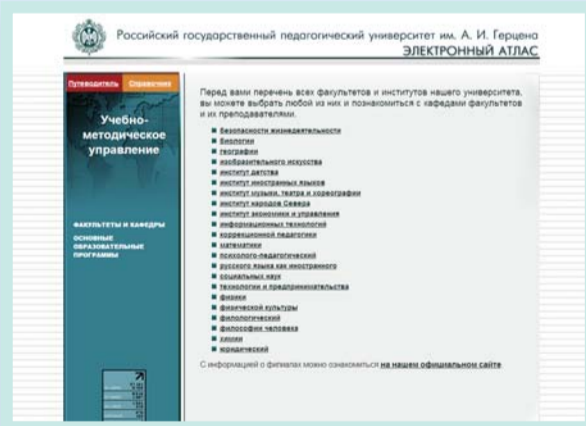 Российский государственный педагогический университет им. А. И. Герцена
ЭЛЕКТРОННЫЙ АТЛАС
Путеводитель Справочник
Учебно-
методическое
управление
ФАКУЛЬТЕТЫ И КАФЕДРЫ
ОСНОВНЫЕ
ОБРАЗОВАТЕЛЬНЫЕ
ПРОГРАММЫ
Перед вами перечень всех факультетов и институтов нашего университета,
вы можете выбрать любой из них и познакомиться с кафедами факультетов
и их преподавателями.
безопасности жизнедеятельности
биологии
географии
изобразительного искусства
институт детства
институт иностранных языков
институт музыки, театра и хореографии
институт народов Севера
институт экономики и управления
информационных технологий
коррекционной педагогики
математики
психолого-педагогический
русского языка как иностранного
социальных наук
технологии и предпринимательства
физики
физической культуры
филологический
философии человека
химии
юридический
С информацией о филиалах можно ознакомиться на нашем официальном сайте